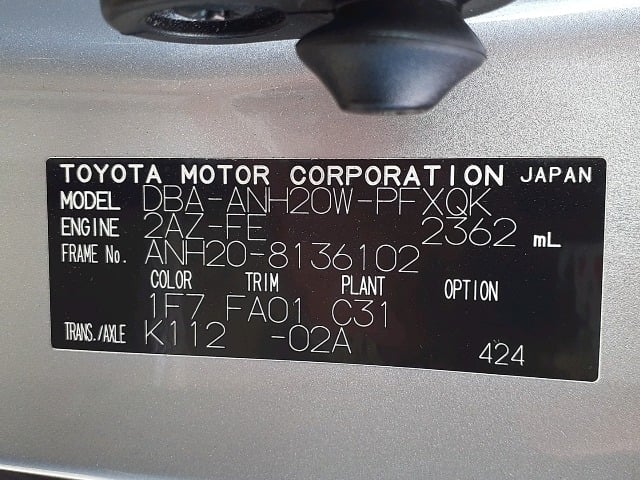 TOYOTA MOTOR CORPORATION JAPAN
MODEL DBA-ANH20W-PFXQK
ENGINE 2AZ-FE 2362 mL
FRAME No. ANH20-8136102
COLOR TRIM PLANT OPTION
1F7 FA01 C31
TRANS./AXLE K112 -02A 424